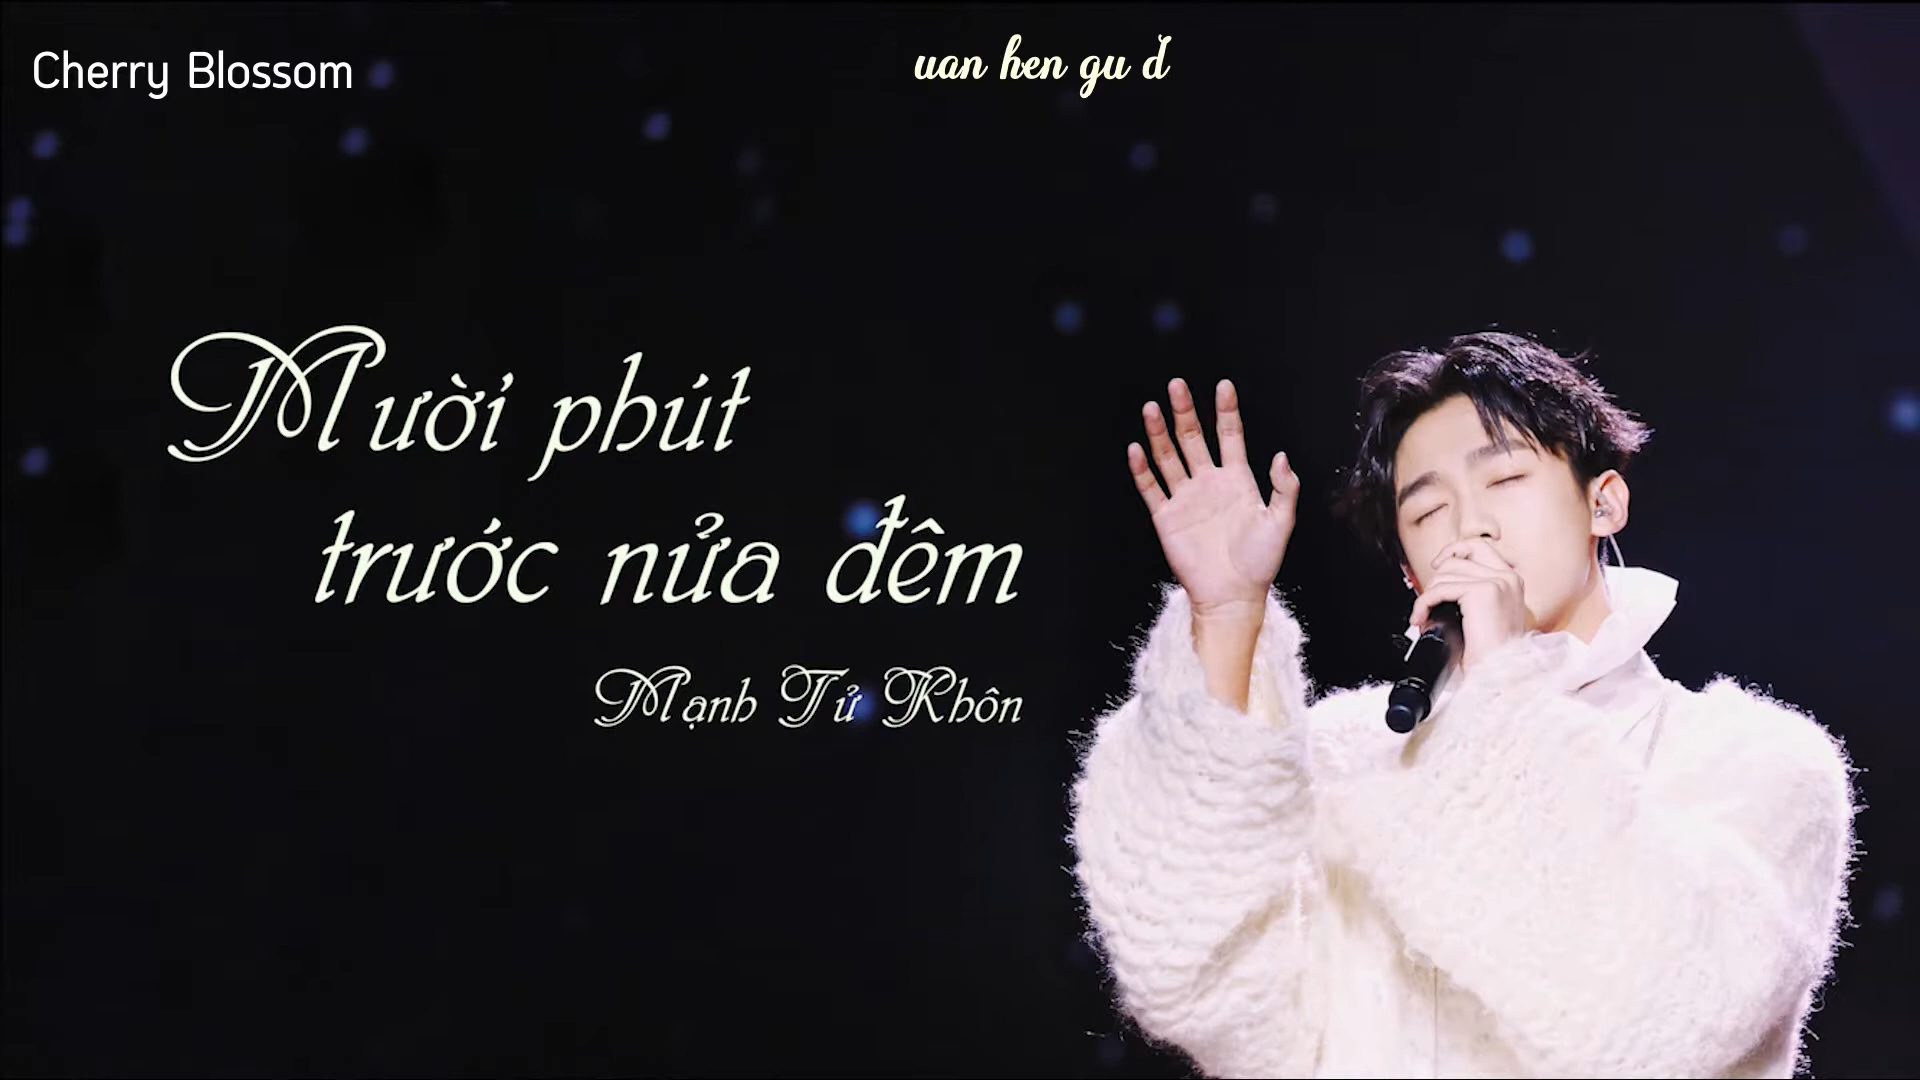 Cherry Blossom
uan hen gu d
Mười phút
trước nửa đêm
Mạnh Tử Khôn